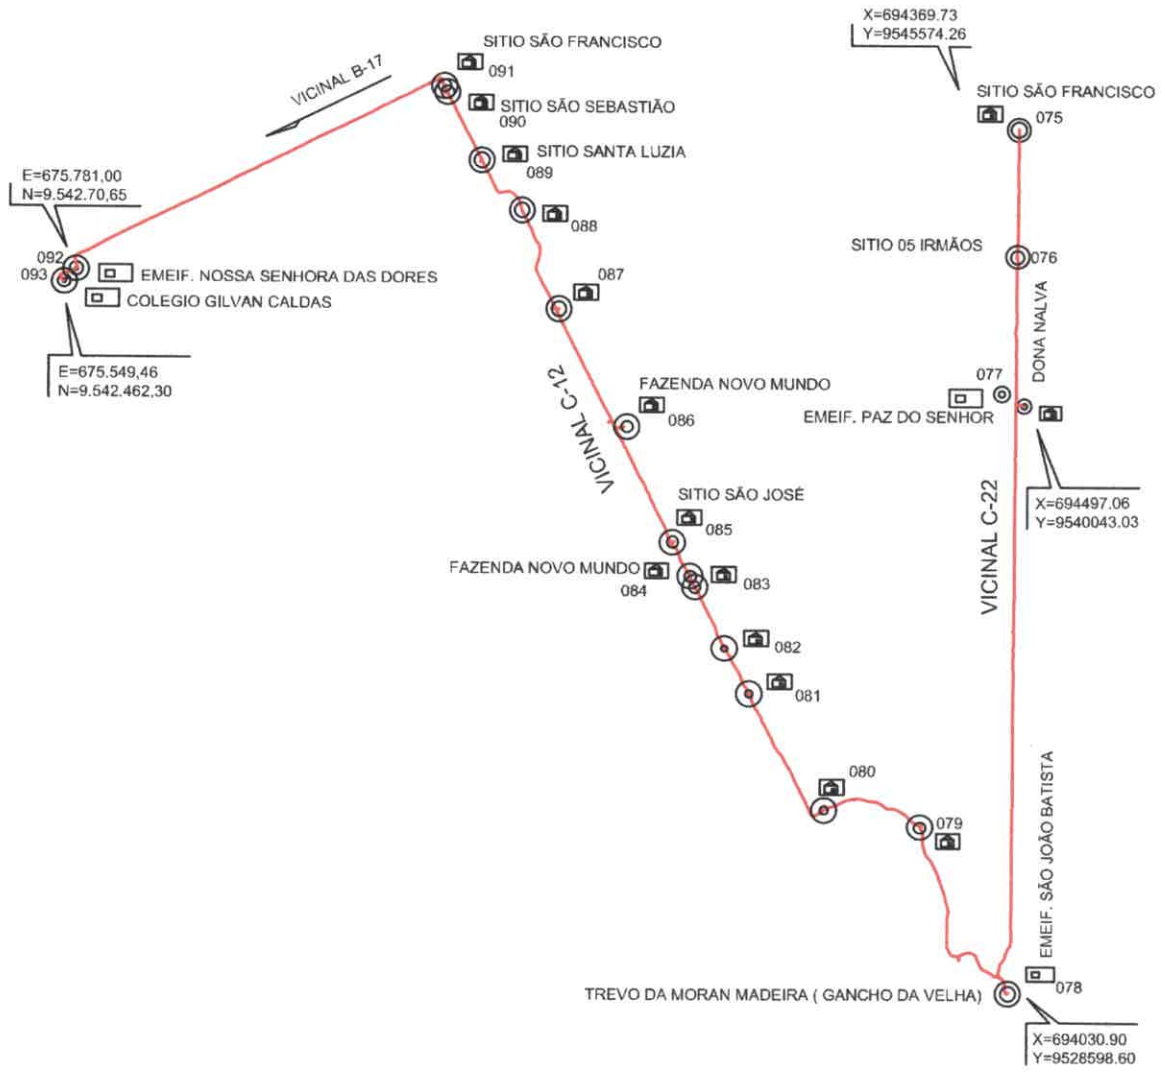 X=694369.73
Y=9545574.26
SITIO SÃO FRANCISCO
091
VICINAL B-17
SITIO SÃO SEBASTIÃO
090
SITIO SÃO FRANCISCO
075
SITIO SANTA LUZIA
089
E=675.781,00
N=9.542.70,65
088
092
093
EMEIF. NOSSA SENHORA DAS DORES
COLEGIO GILVAN CALDAS
SITIO 05 IRMÃOS
076
087
DONA NALVA
E=675.549,46
N=9.542.462,30
FAZENDA NOVO MUNDO
086
077
EMEIF. PAZ DO SENHOR
VICINAL C-12
SITIO SÃO JOSÉ
085
X=694497.06
Y=9540043.03
VICINAL C-22
FAZENDA NOVO MUNDO
084
083
082
081
080
079
EMEIF. SÃO JOÃO BATISTA
078
TREVO DA MORAN MADEIRA ( GANCHO DA VELHA)
X=694030.90
Y=9528598.60